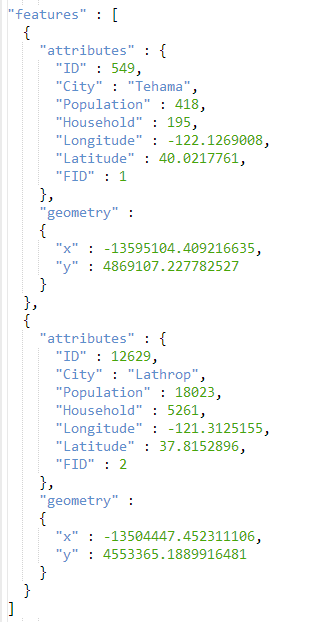 "features" : [
{
"attributes" : {
"ID" : 549,
"City" : "Tehama",
"Population" : 418,
"Household" : 195,
"Longitude" : -122.1269008,
"Latitude" : 40.0217761,
"FID" : 1
},
"geometry" :
{
"x" : -13595104.409216635,
"y" : 4869107.227782527
}
},
{
"attributes" : {
"ID" : 12629,
"City" : "Lathrop",
"Population" : 18023,
"Household" : 5261,
"Longitude" : -121.3125155,
"Latitude" : 37.8152896,
"FID" : 2
},
"geometry" :
{
"x" : -13504447.452311106,
"y" : 4553365.1889916481
}
}
]